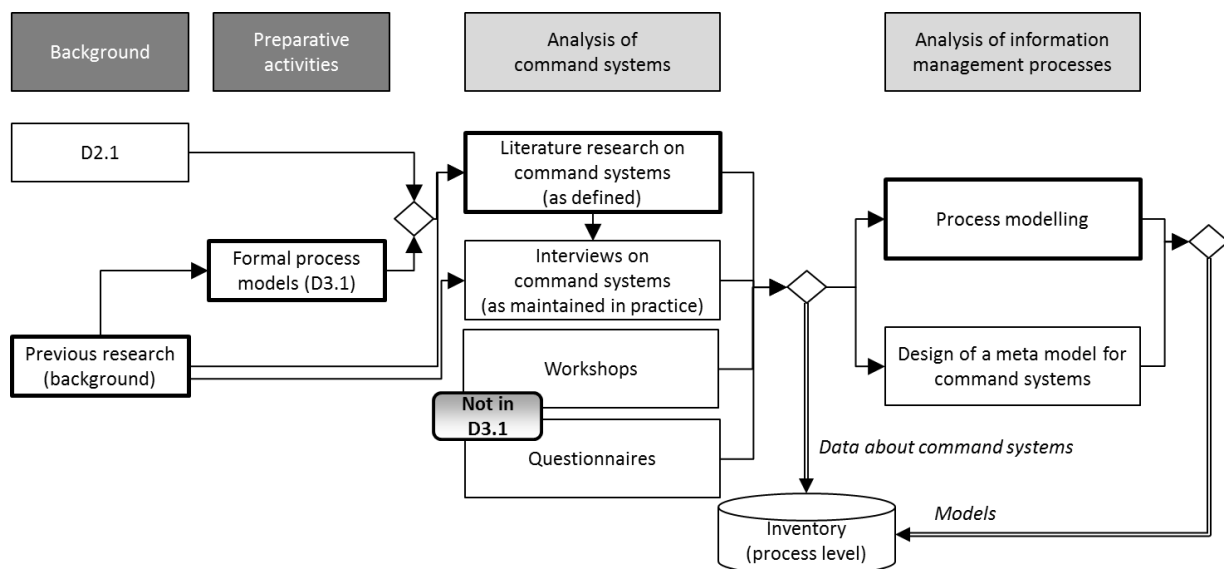 Background
Preparative
activities
Analysis of
command systems
Analysis of information
management processes
D2.1
Literature research on
command systems
(as defined)
Process modelling
Formal process
models (D3.1)
Interviews on
command systems
(as maintained in practice)
Previous research
(background)
Workshops
Design of a meta model for
command systems
Not in
D3.1
Questionnaires
Data about command systems
Inventory
(process level)
Models